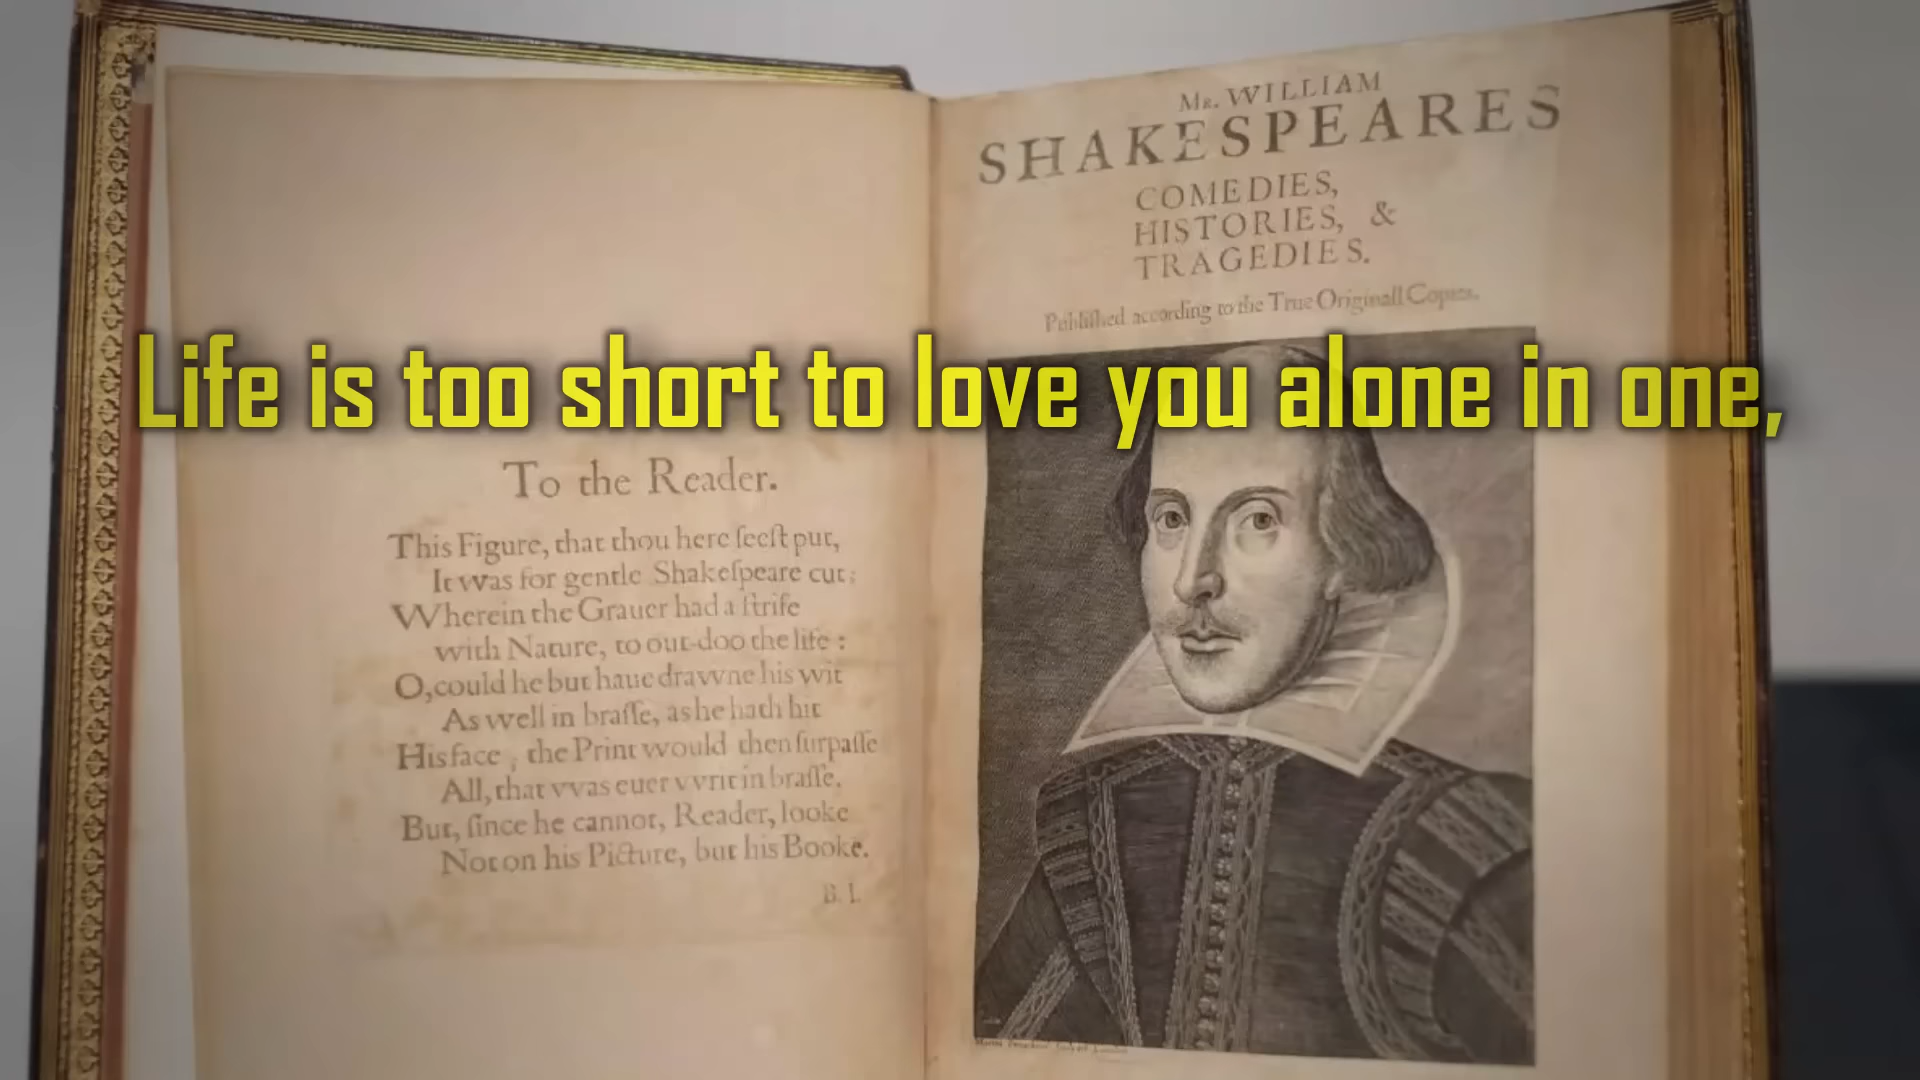 Life is too short to love you alone in one,
To the Reader.
This Figure, that thou here ſeeſt put,
It vvas for gentle Shakeſpeare cut;
Wherein the Grauer had a ſtrife
with Nature, to out-doo the life :
O, could he but haue dravvne his wit
As well in braſſe, as he hath hit
His face , the Print would then ſurpaſſe
All, that vvas euer vvrit in braſſe.
But, ſince he cannot, Reader, looke
Not on his Picture, but his Booke.
B. I.
Mr. WILLIAM
SHAKESPEARES
COMEDIES,
HISTORIES, &
TRAGEDIES.
Publiſhed according to the True Originall Copies.